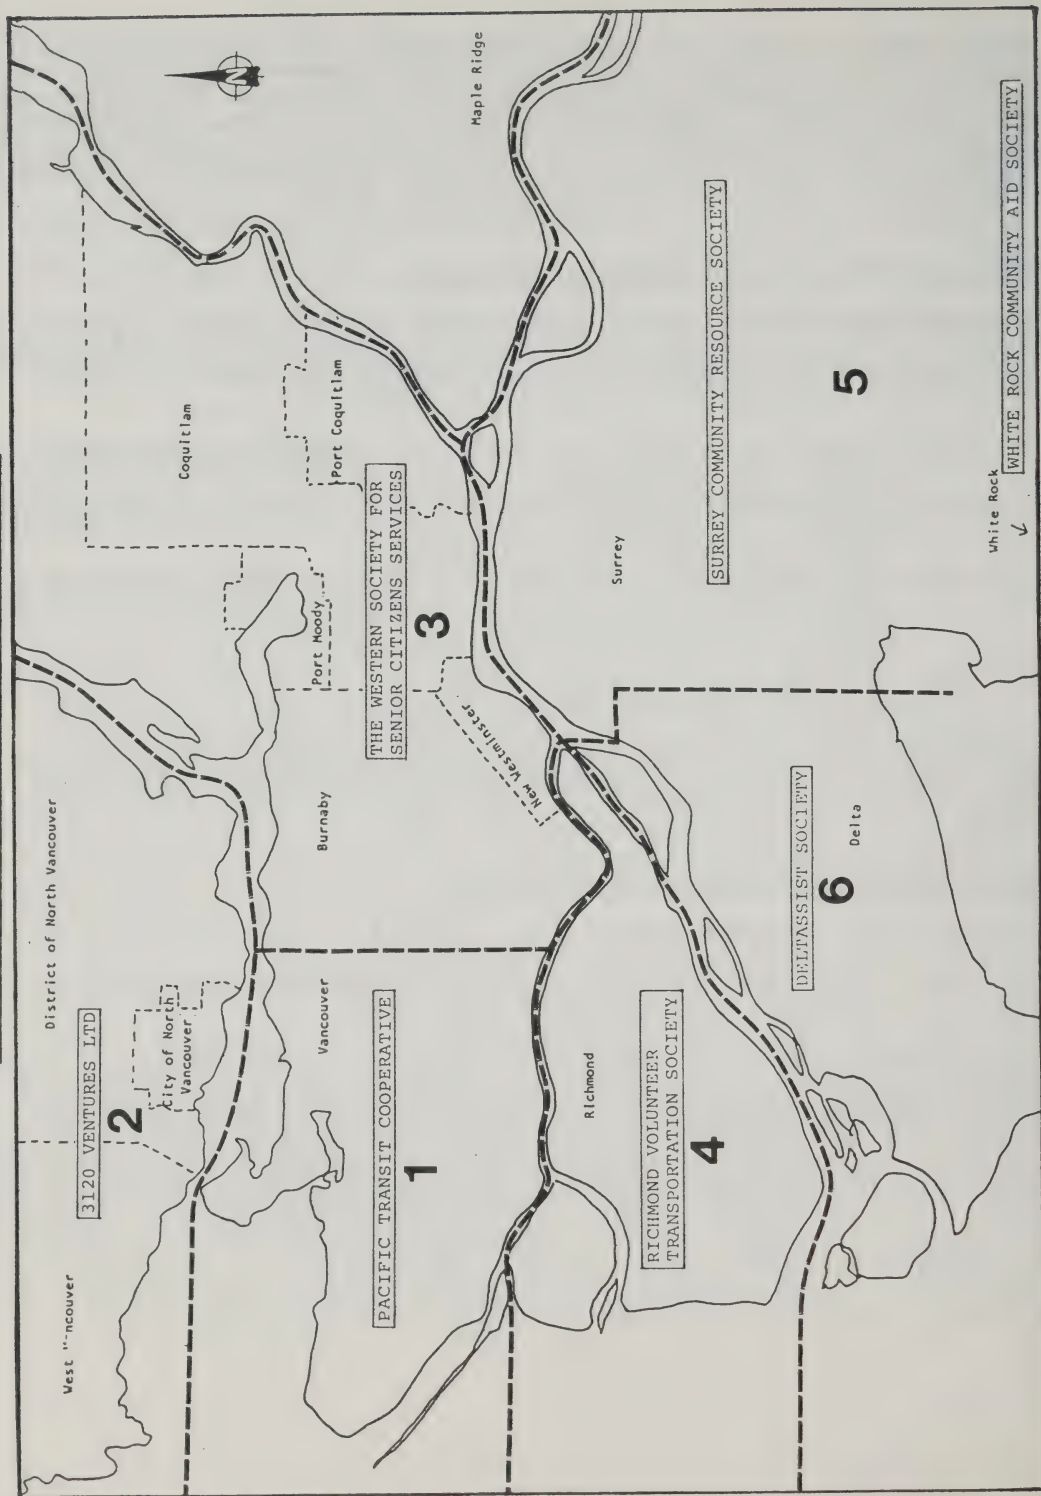 West "-ncouver
3120 VENTURES LTD
2
District of North Vancouver
City of North
Vancouver
Coquitlam
N
Port Moody
Port Coquitlam
Vancouver
Burnaby
PACIFIC TRANSIT COOPERATIVE
1
THE WESTERN SOCIETY FOR
SENIOR CITIZENS SERVICES
3
New Westminster
Maple Ridge
Richmond
RICHMOND VOLUNTEER
TRANSPORTATION SOCIETY
4
Surrey
SURREY COMMUNITY RESOURCE SOCIETY
5
DELTASSIST SOCIETY
6
Delta
White Rock
WHITE ROCK COMMUNITY AID SOCIETY